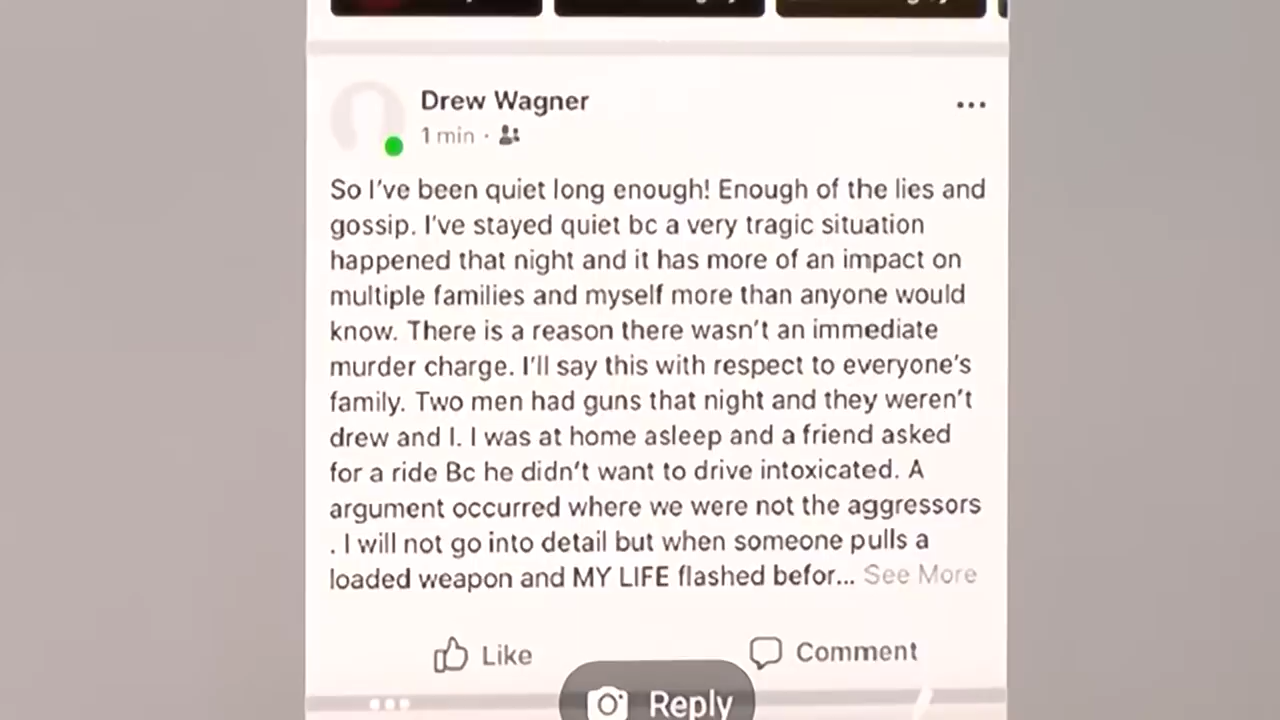 Drew Wagner
1 min ·
So I've been quiet long enough! Enough of the lies and
gossip. I've stayed quiet bc a very tragic situation
happened that night and it has more of an impact on
multiple families and myself more than anyone would
know. There is a reason there wasn't an immediate
murder charge. I'll say this with respect to everyone's
family. Two men had guns that night and they weren't
drew and I. I was at home asleep and a friend asked
for a ride Bc he didn't want to drive intoxicated. A
argument occurred where we were not the aggressors
. I will not go into detail but when someone pulls a
loaded weapon and MY LIFE flashed befor... See More
Like Comment
Reply